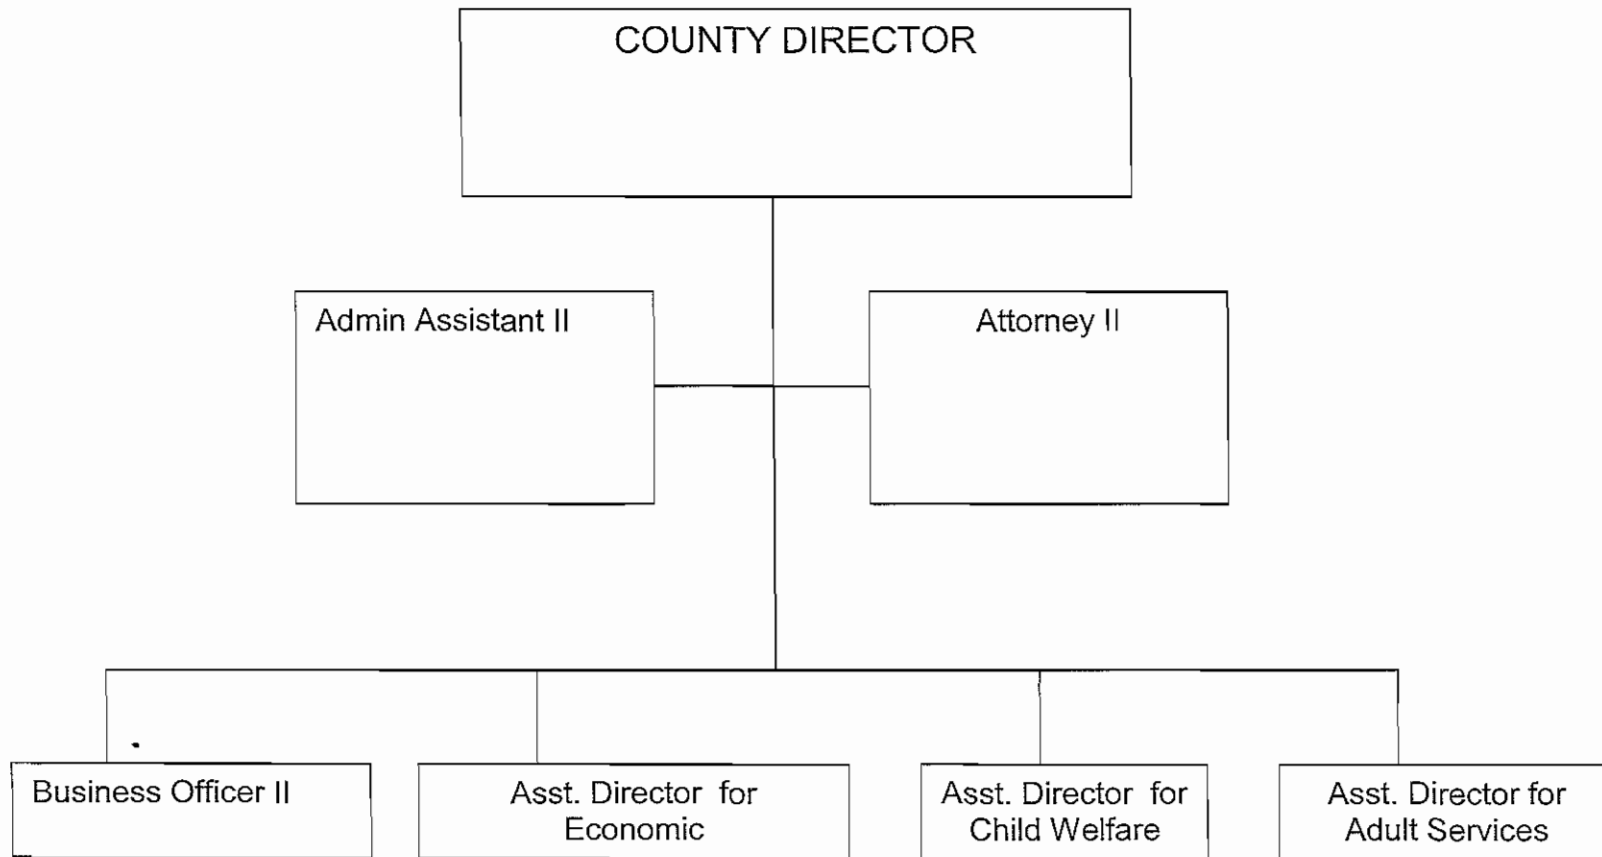 COUNTY DIRECTOR
Admin Assistant II
Attorney II
Business Officer II
Asst. Director for
Economic
Asst. Director for
Child Welfare
Asst. Director for
Adult Services